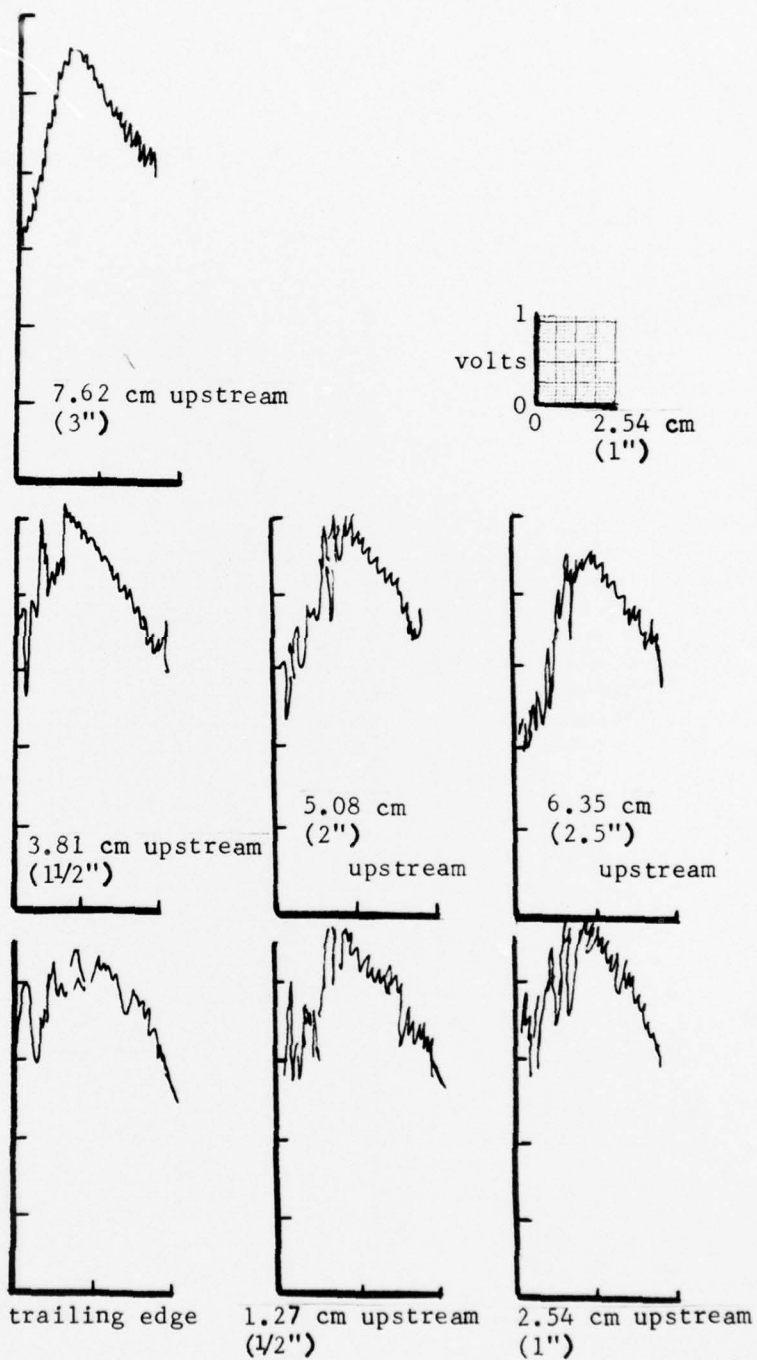 7.62 cm upstream
(3")
1
volts
0
0
2.54 cm
(1")
3.81 cm upstream
(1 1/2")
5.08 cm
(2")
upstream
6.35 cm
(2.5")
upstream
trailing edge
1.27 cm upstream
(1/2")
2.54 cm upstream
(1")